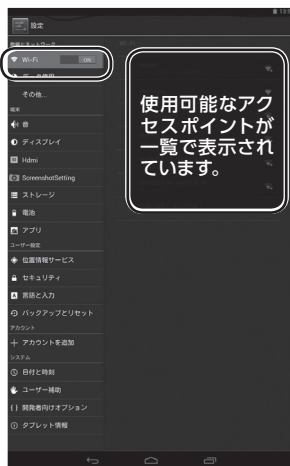 設定
無線とネットワーク
Wi-Fi
ON
データ使用
その他...
端末
音
ディスプレイ
Hdmi
ScreenshotSetting
ストレージ
電池
アプリ
ユーザー設定
位置情報サービス
セキュリティ
言語と入力
バックアップとリセット
アカウント
アカウントを追加
システム
日付と時刻
ユーザー補助
開発者向けオプション
タブレット情報
使用可能なアク
セスポイントが
一覧で表示され
ています。